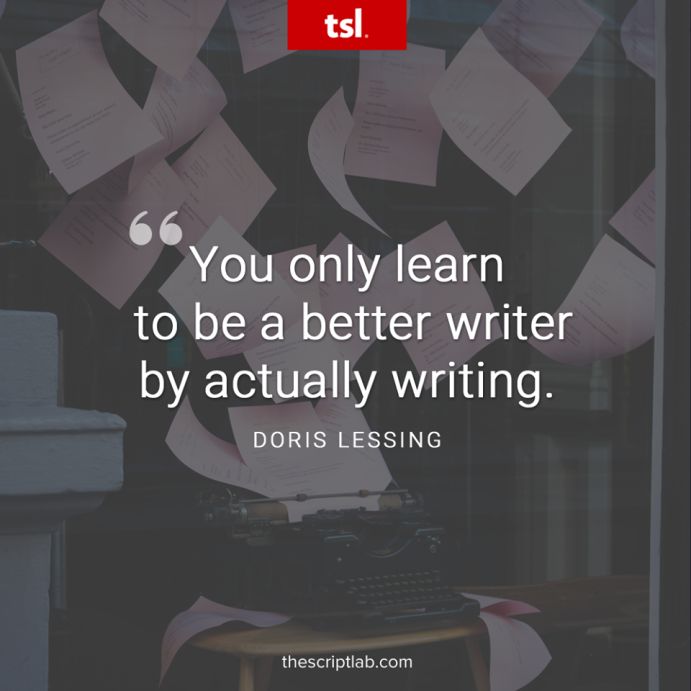 tsl.
“You only learn
to be a better writer
by actually writing.
DORIS LESSING
thescriptlab.com